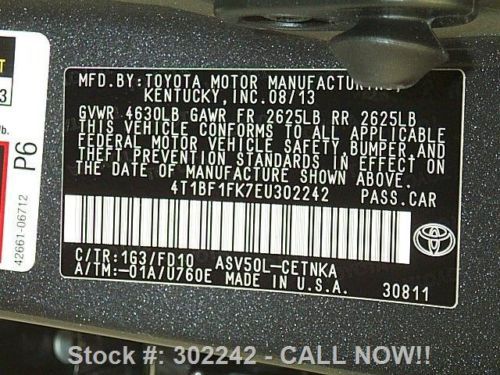 MFD. BY: TOYOTA MOTOR
KENTUCKY, INC. 08/13
GVWR 4630LB GAWR FR 2625LB RR 2625LB
THIS VEHICLE CONFORMS TO ALL APPLICABLE
FEDERAL MOTOR VEHICLE SAFETY, BUMPER, AND
THEFT PREVENTION STANDARDS IN EFFECT ON
THE DATE OF MANUFACTURE SHOWN ABOVE.
4T1BF1FK7EU302242 PASS.CAR
C/TR: 1G3/FD10 ASV50L-CETNKA
A/TM: -01A/U760E MADE IN U.S.A. 30811
P6
42661-06712
lb.
3
Stock #: 302242 - CALL NOW!!